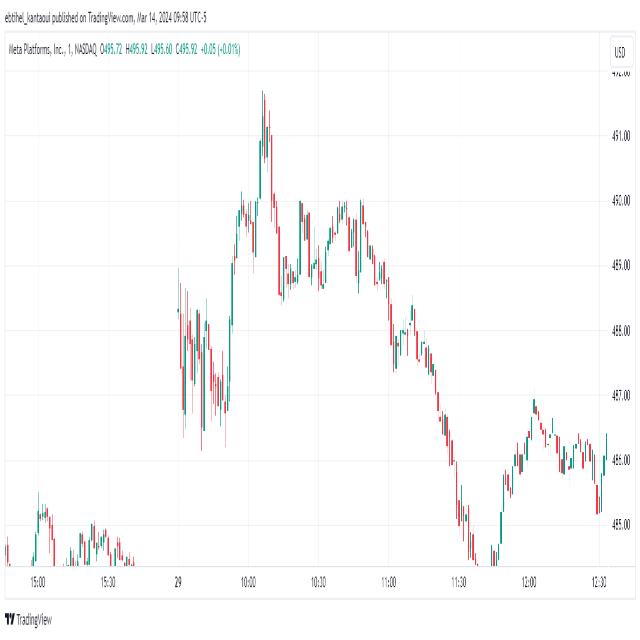 ebtihel_kantaoui published on TradingView.com, Mar 14, 2024 09:58 UTC-5
Meta Platforms, Inc., 1, NASDAQ O495.72 H495.92 L495.60 C495.92 +0.05 (+0.01%)
USD
491.00
490.00
489.00
488.00
487.00
486.00
485.00
15:00 15:30 29 10:00 10:30 11:00 11:30 12:00 12:30
TradingView